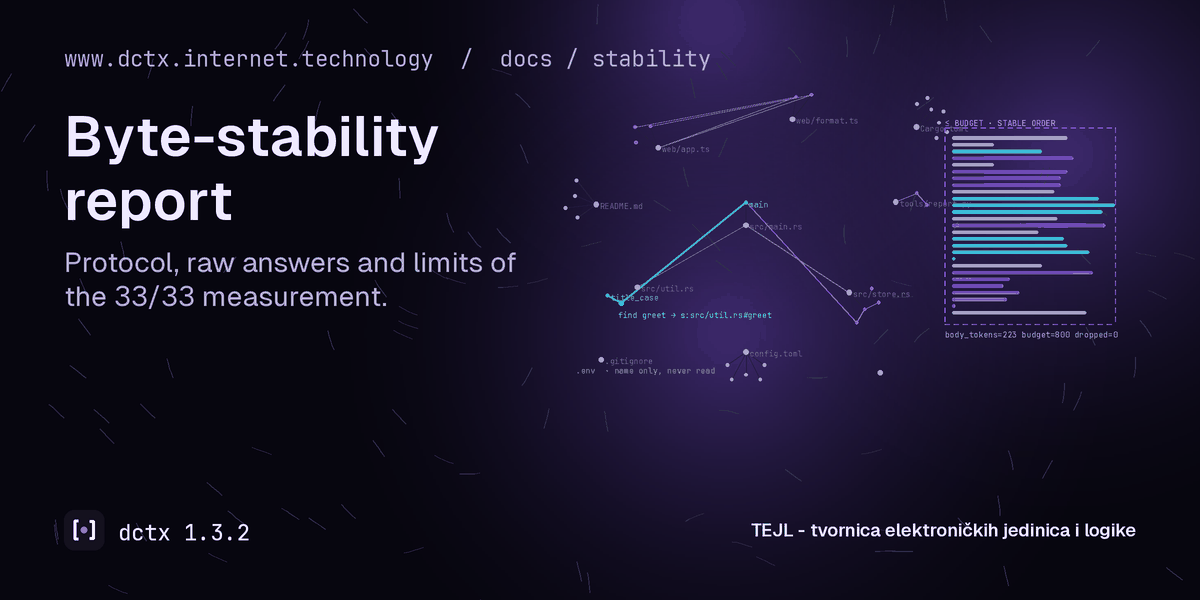 www.dctx.internet.technology / docs / stability
Byte-stability
report
Protocol, raw answers and limits of
the 33/33 measurement.
web/format.ts
web/app.ts
README.md
main
src/main.rs
src/util.rs
title_case
find greet → s:src/util.rs#greet
src/store.rs
.gitignore
.env · name only, never read
config.toml
BUDGET · STABLE ORDER
body_tokens=223 budget=800 dropped=0
dctx 1.3.2
TEJL - tvornica elektroničkih jedinica i logike